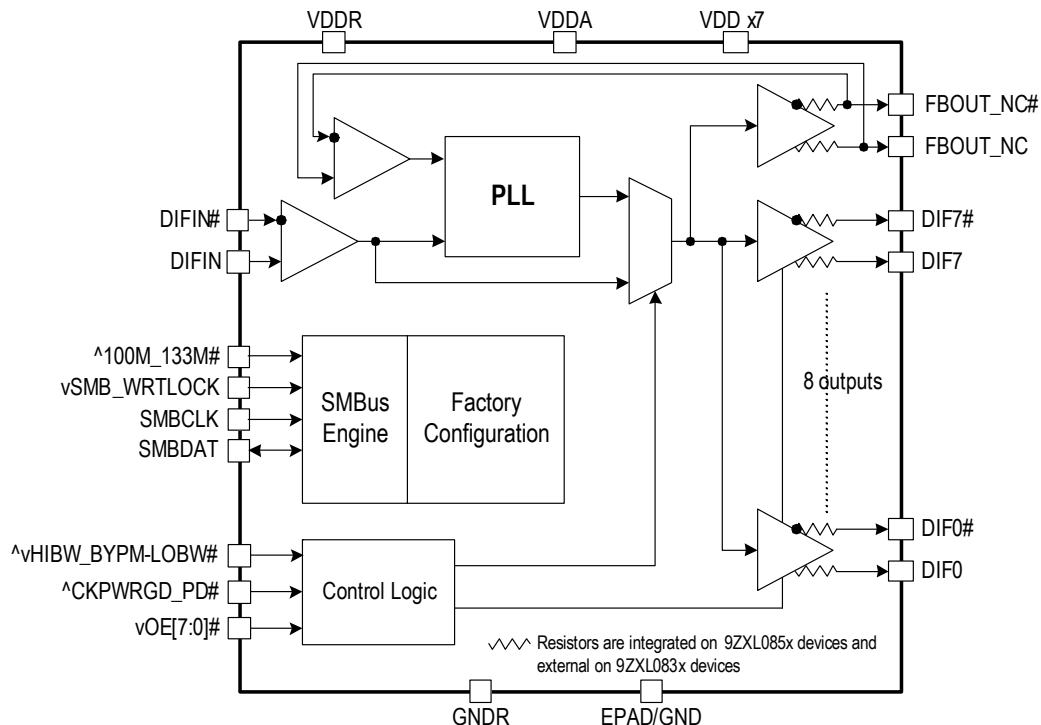 VDDR
VDDA
VDD x7
FBOUT_NC#
FBOUT_NC
PLL
DIFIN#
DIFIN
DIF7#
DIF7
^100M_133M#
vSMB_WRTLOCK
SMBCLK
SMBDAT
SMBus
Engine
Factory
Configuration
8 outputs
^vHIBW_BYPM-LOBW#
^CKPWRGD_PD#
vOE[7:0]#
Control Logic
DIF0#
DIF0
Resistors are integrated on 9ZXL085x devices and
external on 9ZXL083x devices
GNDR
EPAD/GND